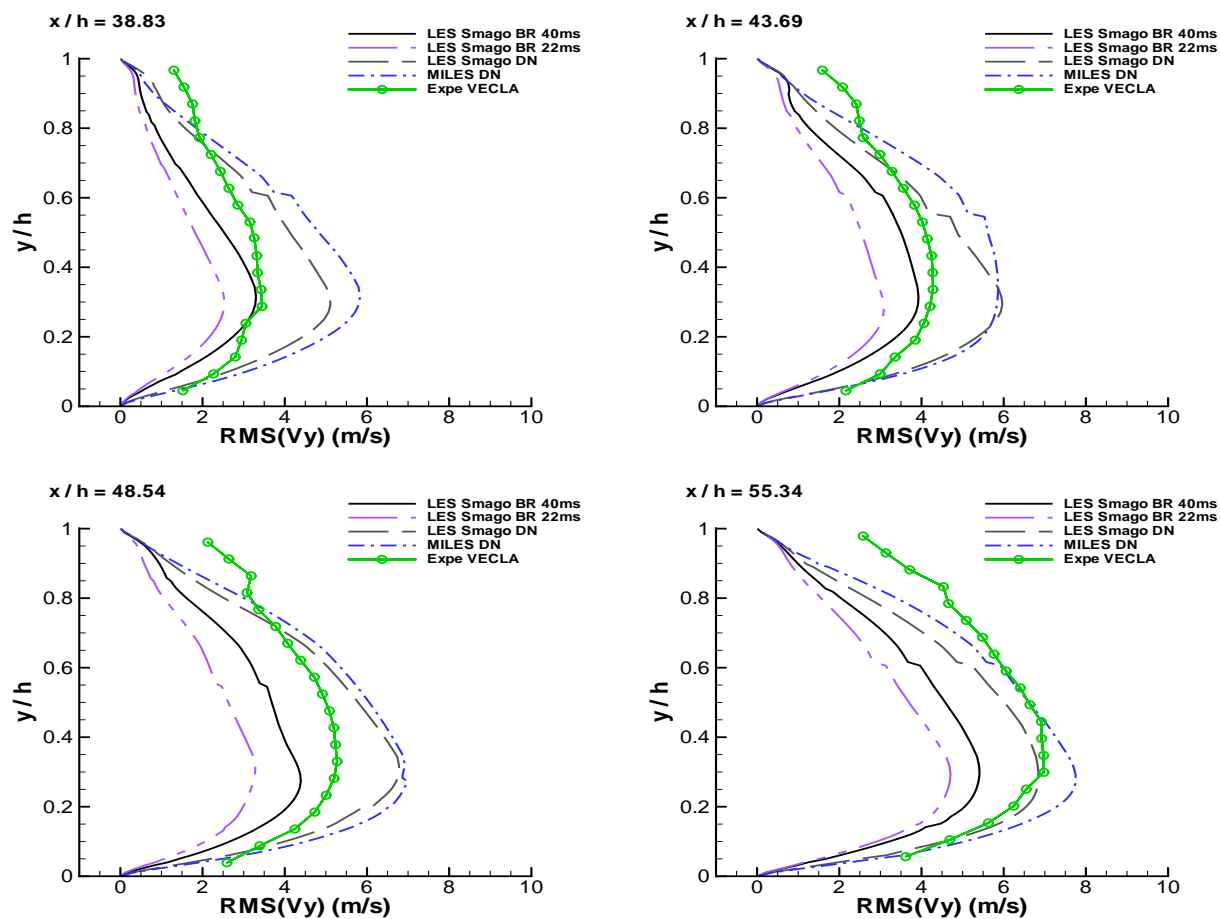 x / h = 38.83
LES Smago BR 40ms
LES Smago BR 22ms
LES Smago DN
MILES DN
Expe VECLA
1
0.8
0.6
0.4
0.2
0
y / h
0 2 4 6 8 10
RMS(Vy) (m/s)
x / h = 43.69
LES Smago BR 40ms
LES Smago BR 22ms
LES Smago DN
MILES DN
Expe VECLA
1
0.8
0.6
0.4
0.2
0
y / h
0 2 4 6 8 10
RMS(Vy) (m/s)
x / h = 48.54
LES Smago BR 40ms
LES Smago BR 22ms
LES Smago DN
MILES DN
Expe VECLA
1
0.8
0.6
0.4
0.2
0
y / h
0 2 4 6 8 10
RMS(Vy) (m/s)
x / h = 55.34
LES Smago BR 40ms
LES Smago BR 22ms
LES Smago DN
MILES DN
Expe VECLA
1
0.8
0.6
0.4
0.2
0
y / h
0 2 4 6 8 10
RMS(Vy) (m/s)